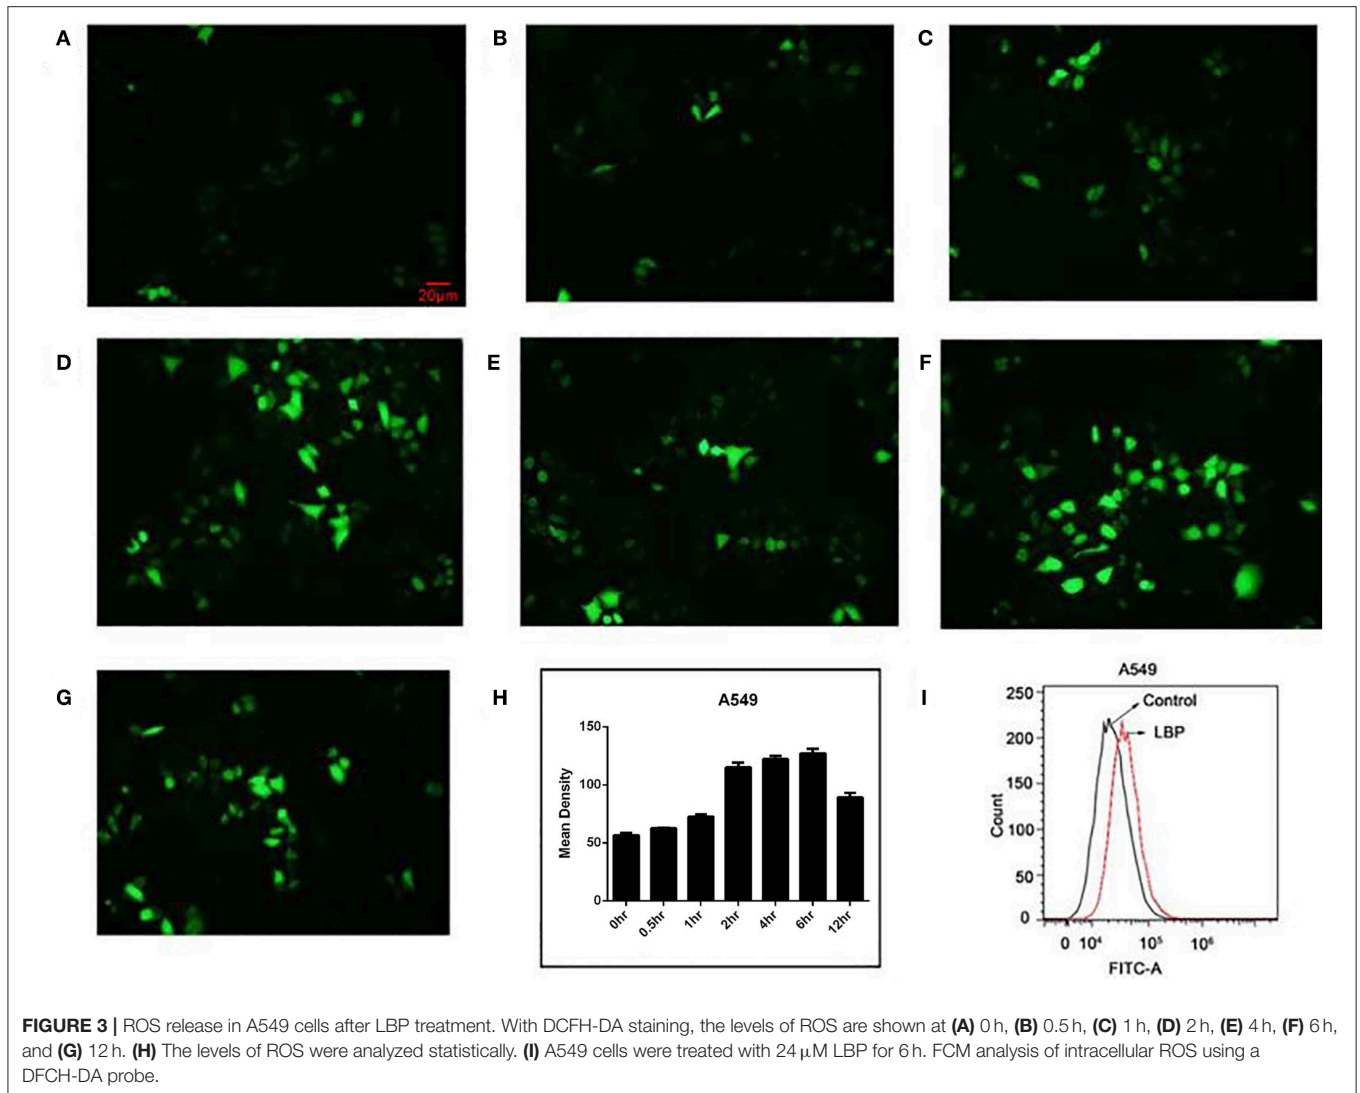 A
B
C
20μm
D
E
F
G
H
A549
Mean Density
150
100
50
0
0hr
0.5hr
1hr
2hr
4hr
6hr
12hr
I
A549
Control
LBP
Count
250
200
150
100
50
0
0 10⁴ 10⁵ 10⁶
FITC-A
FIGURE 3 | ROS release in A549 cells after LBP treatment. With DCFH-DA staining, the levels of ROS are shown at (A) 0 h, (B) 0.5 h, (C) 1 h, (D) 2 h, (E) 4 h, (F) 6 h,
and (G) 12 h. (H) The levels of ROS were analyzed statistically. (I) A549 cells were treated with 24 μM LBP for 6 h. FCM analysis of intracellular ROS using a
DFCH-DA probe.